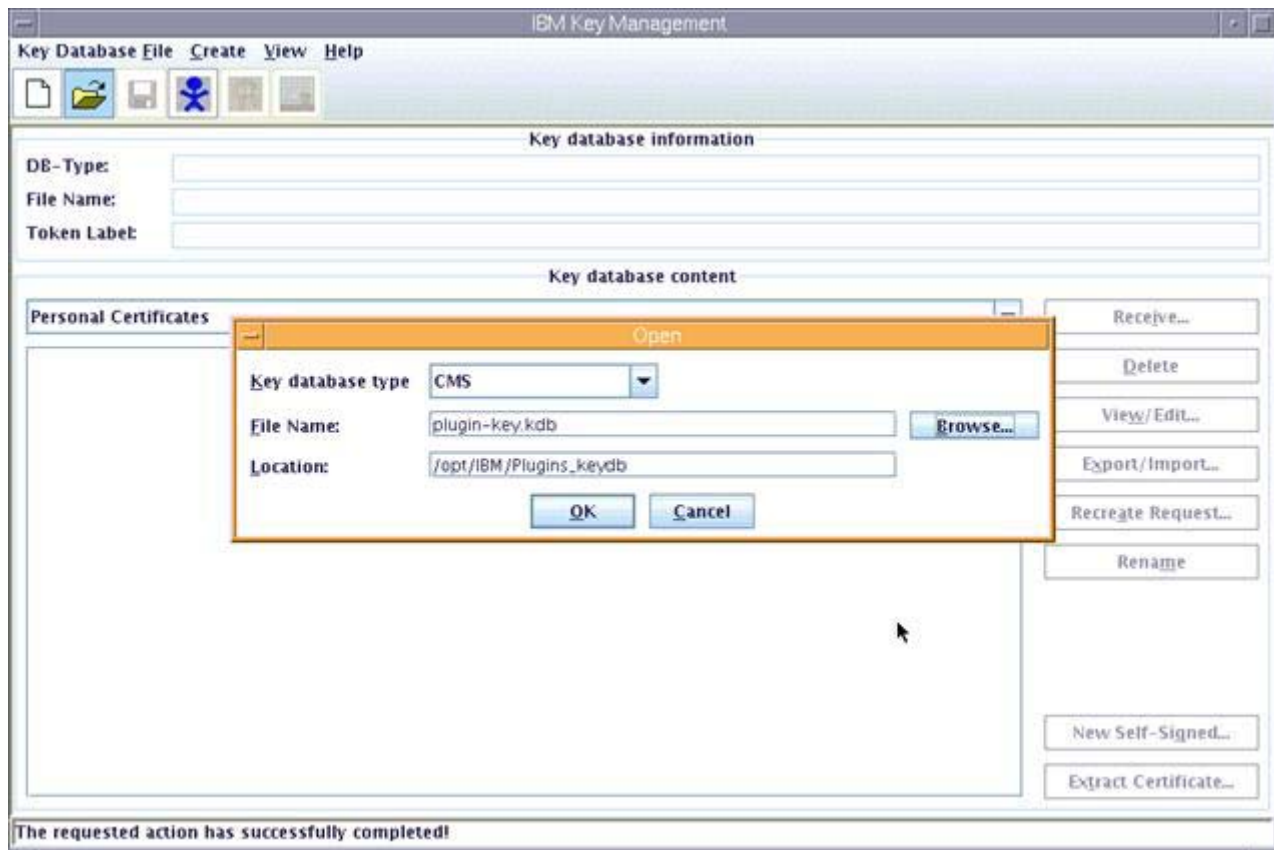 IBM Key Management
Key Database File Create View Help
Key database information
DB-Type:
File Name:
Token Label:
Key database content
Personal Certificates
Receive...
Open
Delete
Key database type CMS
View/Edit...
File Name: plugin-key.kdb Browse...
Location: /opt/IBM/Plugins_keydb
Export/Import...
OK Cancel
Recreate Request...
Rename
New Self-Signed...
Extract Certificate...
The requested action has successfully completed!